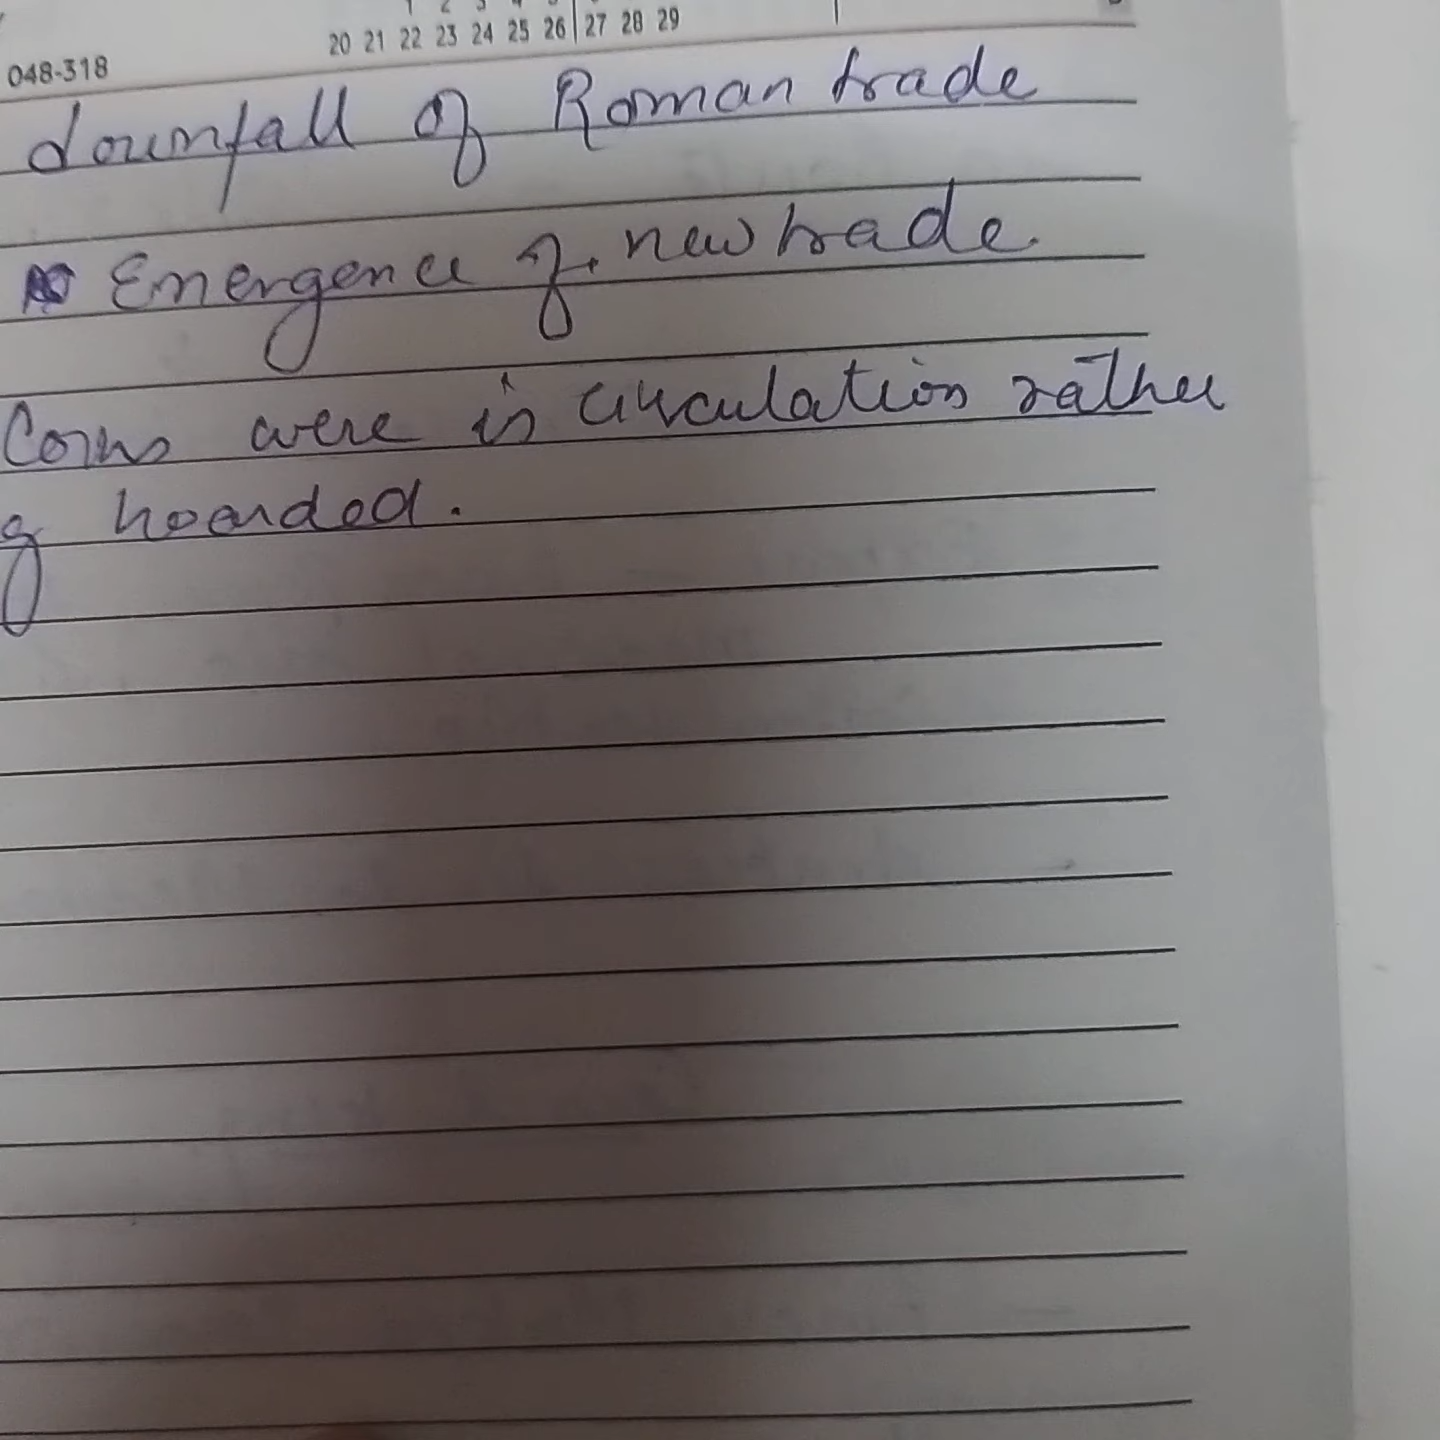 20 21 22 23 24 25 26 27 28 29
048-318
downfall of Roman trade
Emergence of new trade.
Coins were in circulation rather
g hoarded.